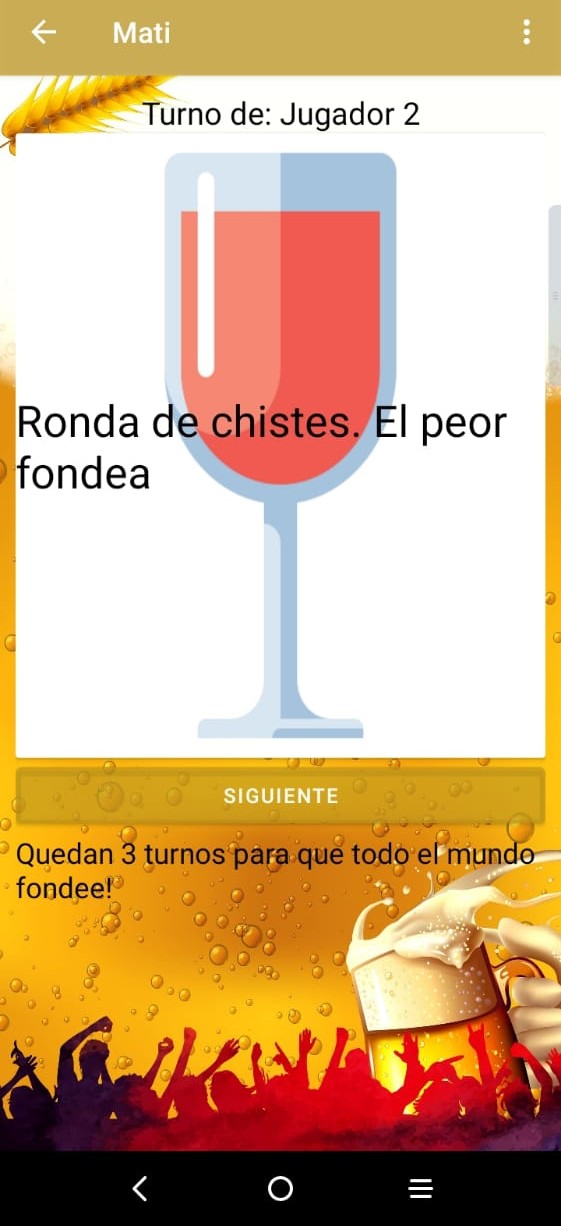 Mati
Turno de: Jugador 2
Ronda de chistes. El peor
fondea
SIGUIENTE
Quedan 3 turnos para que todo el mundo
fondee!